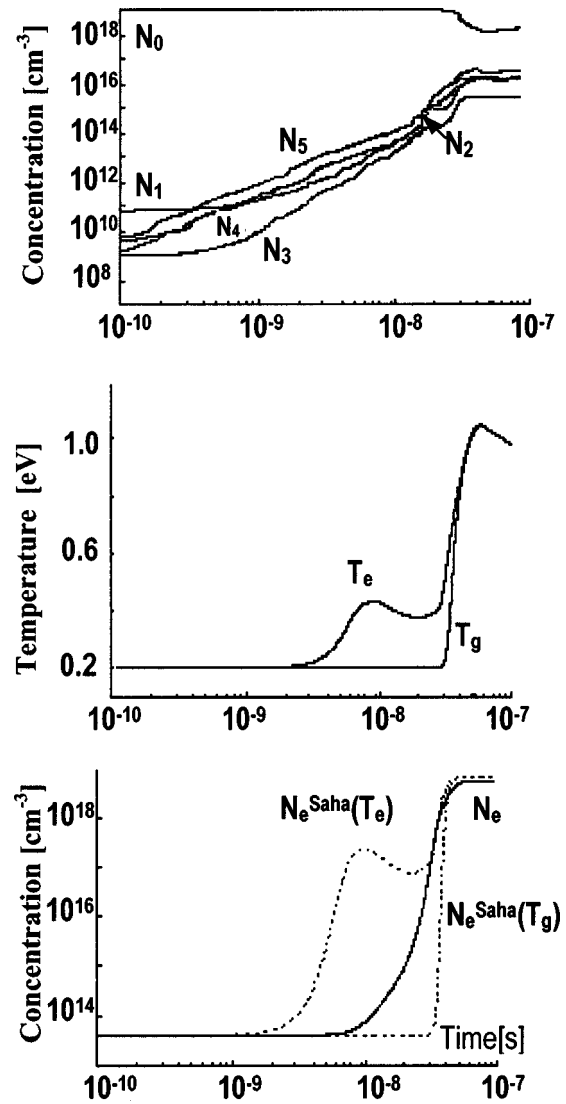 Concentration [cm⁻³]
10¹⁸
10¹⁶
10¹⁴
10¹²
10¹⁰
10⁸
N₀
N₁
N₅
N₂
N₄
N₃
10⁻¹⁰ 10⁻⁹ 10⁻⁸ 10⁻⁷
Temperature [eV]
1.0
0.6
0.2
Tₑ
T_g
10⁻¹⁰ 10⁻⁹ 10⁻⁸ 10⁻⁷
Concentration [cm⁻³]
10¹⁸
10¹⁶
10¹⁴
Nₑ^Saha(Tₑ)
Nₑ
Nₑ^Saha(T_g)
Time[s]
10⁻¹⁰ 10⁻⁹ 10⁻⁸ 10⁻⁷